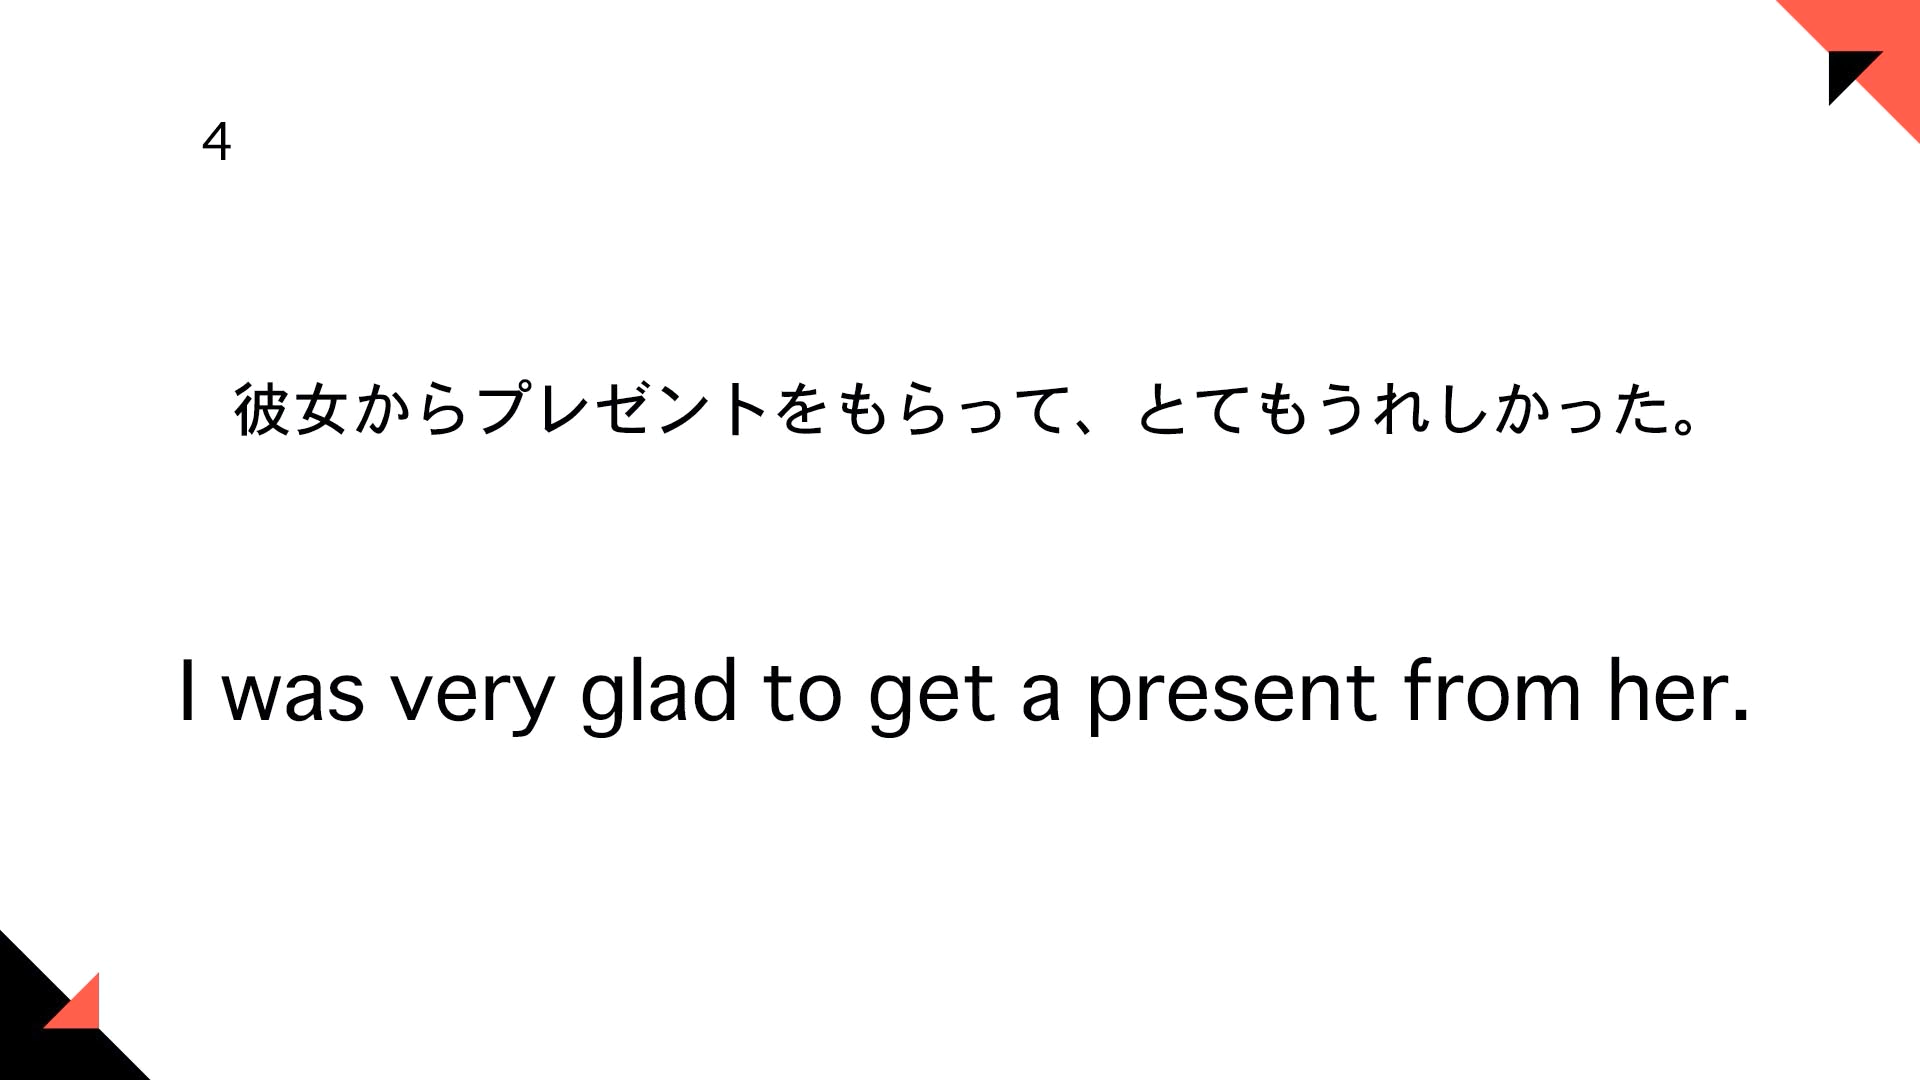 4
彼女からプレゼントをもらって、とてもうれしかった。
I was very glad to get a present from her.